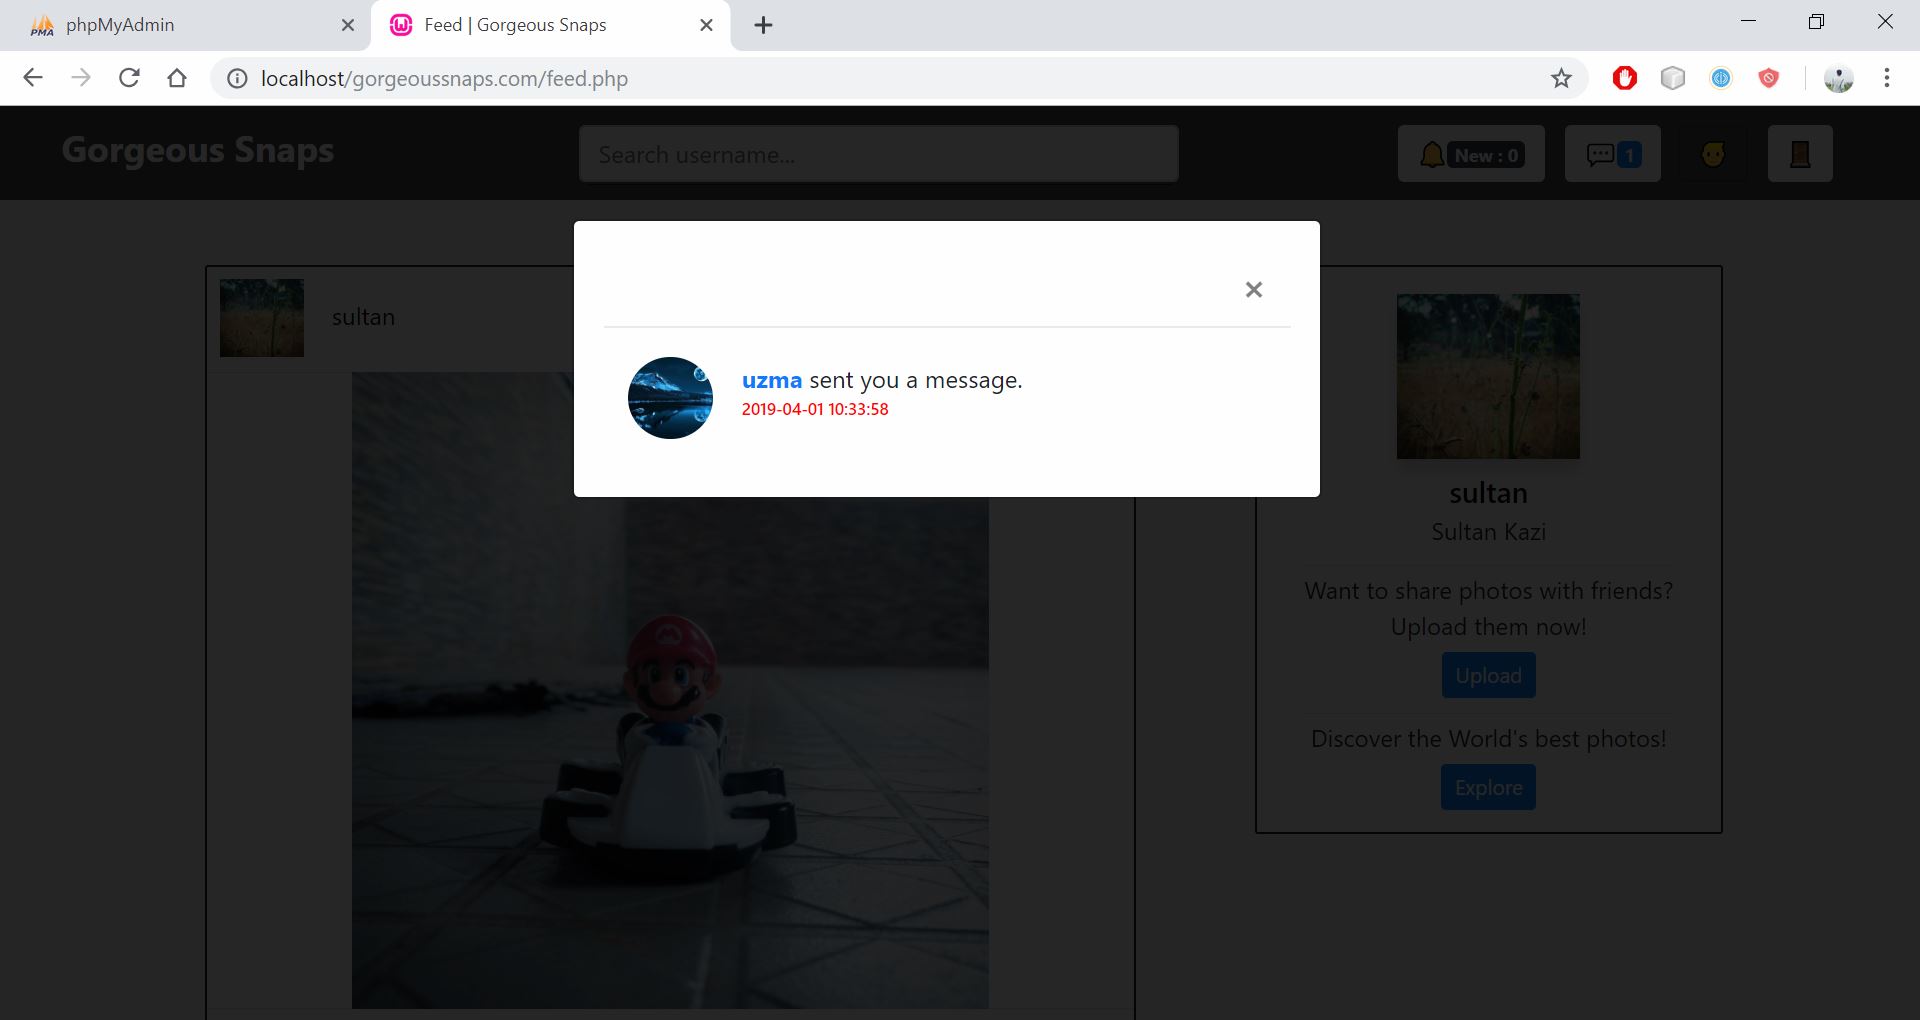 phpMyAdmin
Feed | Gorgeous Snaps
localhost/gorgeoussnaps.com/feed.php
Gorgeous Snaps
Search username...
New : 0
1
sultan
uzma sent you a message.
2019-04-01 10:33:58
sultan
Sultan Kazi
Want to share photos with friends?
Upload them now!
Upload
Discover the World's best photos!
Explore